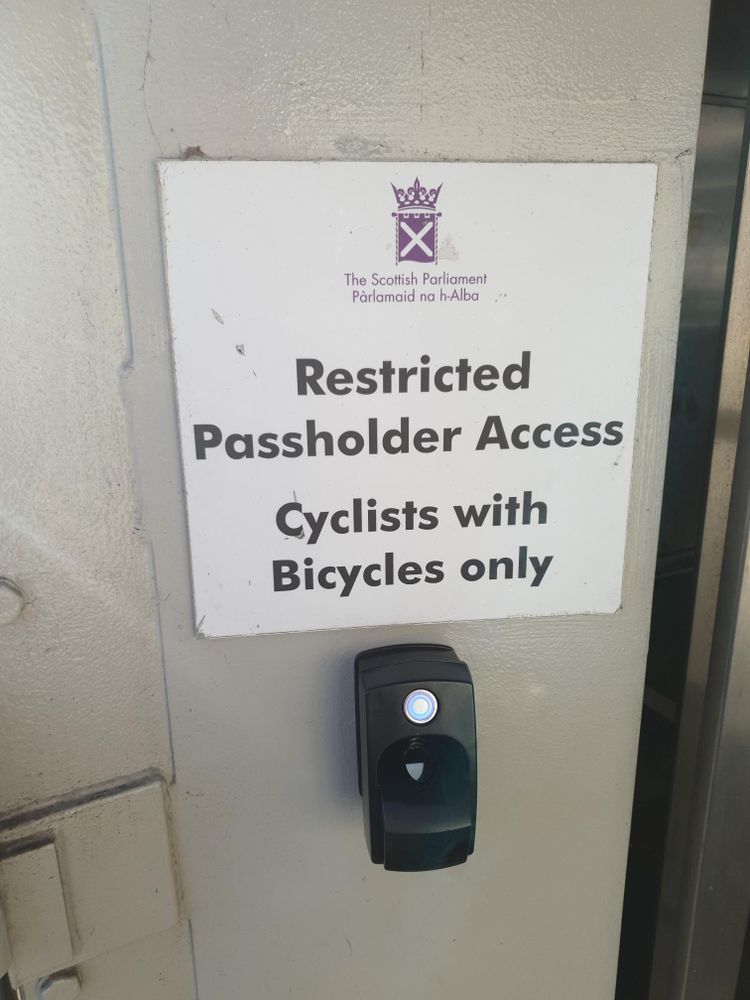 The Scottish Parliament
Pàrlamaid na h-Alba
Restricted
Passholder Access
Cyclists with
Bicycles only